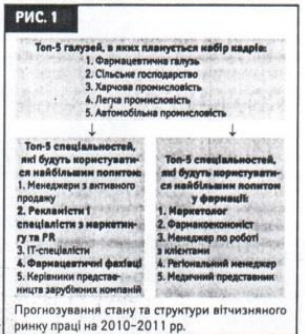 РИС. 1
Топ-5 галузей, в яких планується набір кадрів:
1. Фармацевтична галузь
2. Сільське господарство
3. Харчова промисловість
4. Легка промисловість
5. Автомобільна промисловість
Топ-5 спеціальностей,
які будуть користувати-
ся найбільшим попитом
1. Менеджери з активного
продажу
2. Рекламісти і
спеціалісти з маркетин-
гу та PR
3. ІТ-спеціалісти
4. Фармацевтичні фахівці
5. Керівники представ-
ництв зарубіжних компаній
Топ-5 спеціальностей,
які будуть користувати-
ся найбільшим попитом
у фармації:
1. Маркетолог
2. Фармакоекономіст
3. Менеджер по роботі
з клієнтами
4. Регіональний менеджер
5. Медичний представник
Прогнозування стану та структури вітчизняного
ринку праці на 2010–2011 рр.